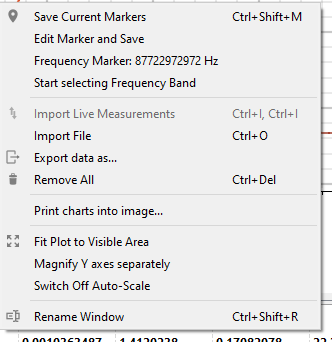 Save Current Markers Ctrl+Shift+M
Edit Marker and Save
Frequency Marker: 87722972972 Hz
Start selecting Frequency Band
Import Live Measurements Ctrl+I, Ctrl+I
Import File Ctrl+O
Export data as...
Remove All Ctrl+Del
Print charts into image...
Fit Plot to Visible Area
Magnify Y axes separately
Switch Off Auto-Scale
Rename Window Ctrl+Shift+R